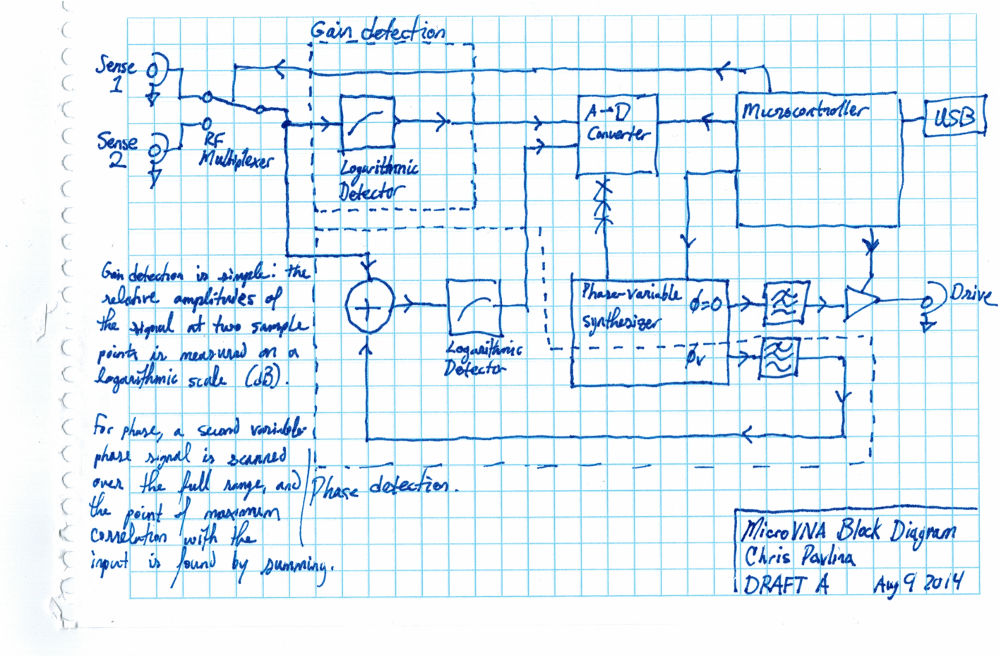 Gain detection
Sense
1
Sense
2
RF
Multiplexer
Logarithmic
Detector
A→D
Converter
Microcontroller
USB
Phase-variable
synthesizer
ϕ=0
ϕv
Drive
Logarithmic
Detector
Gain detection is simple: the
relative amplitudes of
the signal at two sample
points is measured on a
logarithmic scale (dB).
For phase, a second variable-
phase signal is scanned
over the full range, and
the point of maximum
correlation with the
input is found by summing.
Phase detection.
MicroVNA Block Diagram
Chris Pavlina
DRAFT A Aug 9 2014